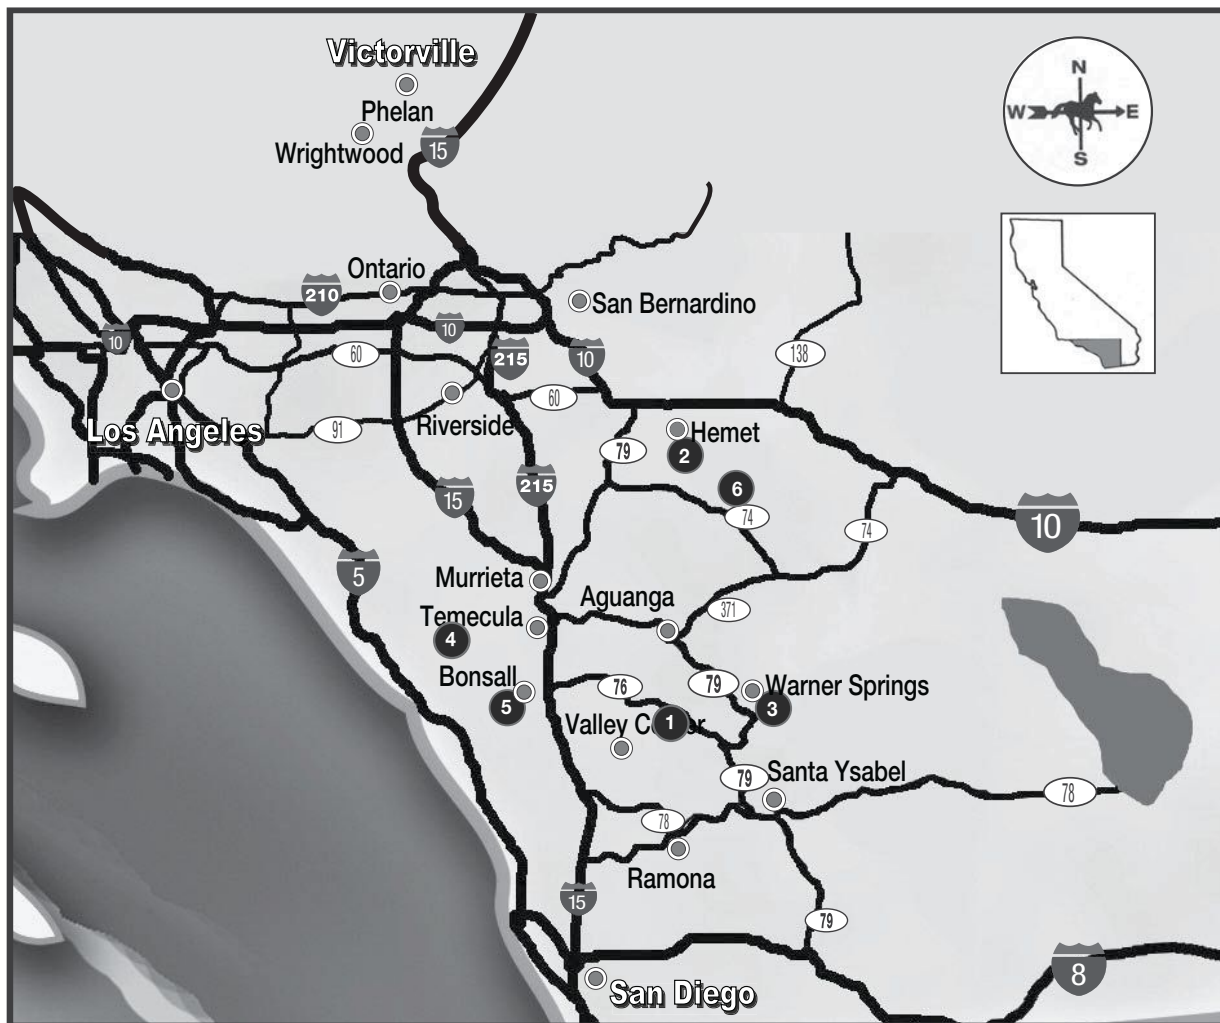 Victorville
Phelan
Wrightwood
15
N
W E
S
Ontario
210
San Bernardino
10
10
215
10
60
138
60
Los Angeles
91
Riverside
79
Hemet
2
15
215
6
74
74
10
5
Murrieta
Aguanga
Temecula
371
4
Bonsall
76
79
Warner Springs
5
1
3
Valley
79
Santa Ysabel
78
78
Ramona
15
79
8
San Diego